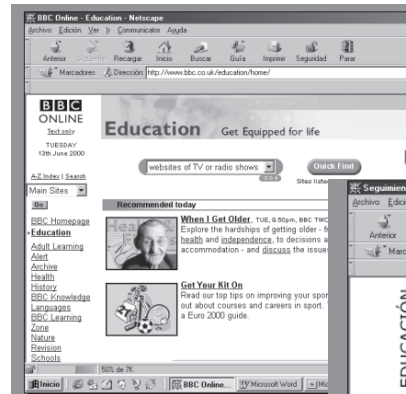 BBC Online - Education - Netscape
Archivo Edición Ver Ir Communicator Ayuda
Anterior Siguiente Recargar Inicio Buscar Guía Imprimir Seguridad Parar
Marcadores Dirección: http://www.bbc.co.uk/education/home/
BBC
ONLINE
Text only
TUESDAY
13th June 2000
A-Z Index | Search
Main Sites
Go
BBC Homepage
Education
Adult Learning
Alert
Archive
Health
History
BBC Knowledge
Languages
BBC Learning
Zone
Nature
Revision
Schools
Education Get Equipped for life
websites of TV or radio shows
GO
Quick Find
Sites liste
Recommended today
When I Get Older, TUE, 9.50pm, BBC TWO
Explore the hardships of getting older - f
health and independence, to decisions a
accommodation - and discuss the issues
Get Your Kit On
Read our top tips on improving your spor
out about courses and careers in sport.
a Euro 2000 guide.
50% de 7K
Inicio BBC Online... Microsoft Word Mic
Seguimien
Archivo Edici
Anterior
Marc
EDUCACIÓN